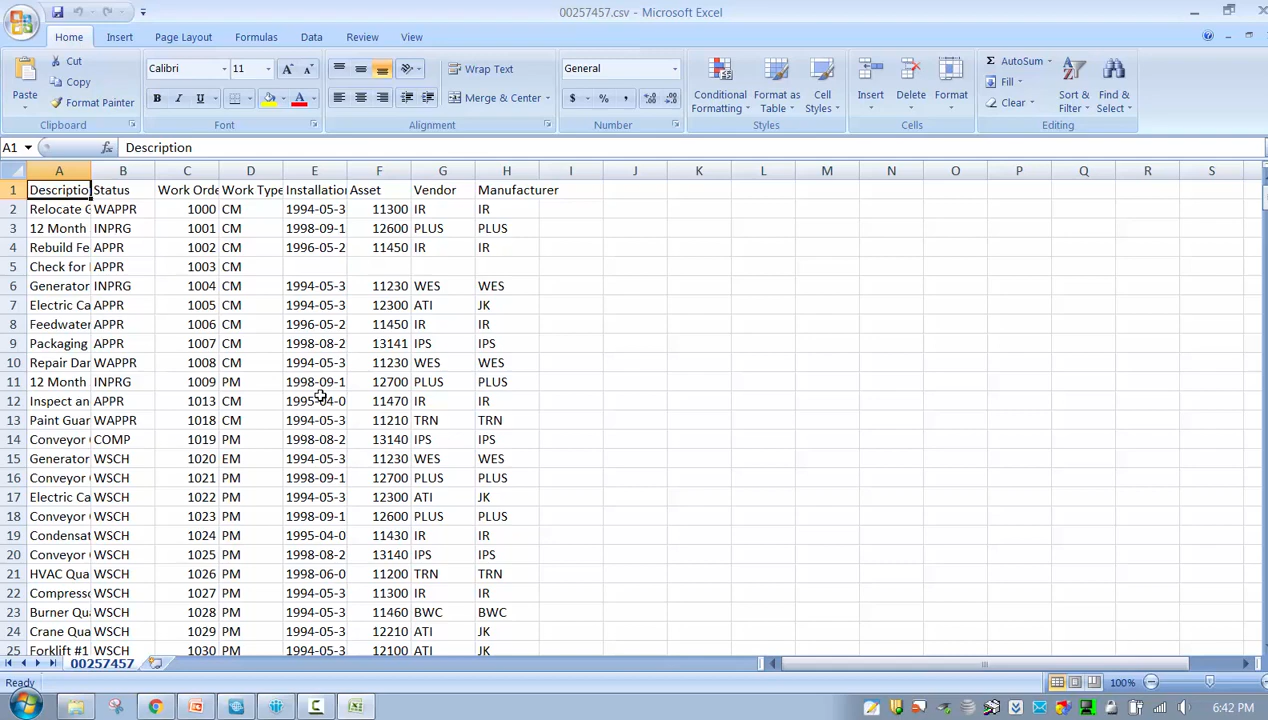 00257457.csv - Microsoft Excel
Home Insert Page Layout Formulas Data Review View
Cut
Copy
Format Painter
Paste
Calibri 11
B I U
A A
Wrap Text
Merge & Center
General
$ % ,
Conditional Formatting
Format as Table
Cell Styles
Insert Delete Format
Σ AutoSum
Fill
Clear
Sort & Filter
Find & Select
Clipboard Font Alignment Number Styles Cells Editing
A1 fx Description
A B C D E F G H I J K L M N O P Q R S
1 Descriptio Status Work Orde Work Type Installation Asset Vendor Manufacturer
2 Relocate G WAPPR 1000 CM 1994-05-3 11300 IR IR
3 12 Month INPRG 1001 CM 1998-09-1 12600 PLUS PLUS
4 Rebuild Fe APPR 1002 CM 1996-05-2 11450 IR IR
5 Check for APPR 1003 CM
6 Generator INPRG 1004 CM 1994-05-3 11230 WES WES
7 Electric Ca APPR 1005 CM 1994-05-3 12300 ATI JK
8 Feedwater APPR 1006 CM 1996-05-2 11450 IR IR
9 Packaging APPR 1007 CM 1998-08-2 13141 IPS IPS
10 Repair Dar WAPPR 1008 CM 1994-05-3 11230 WES WES
11 12 Month INPRG 1009 PM 1998-09-1 12700 PLUS PLUS
12 Inspect an APPR 1013 CM 1995-04-0 11470 IR IR
13 Paint Guar WAPPR 1018 CM 1994-05-3 11210 TRN TRN
14 Conveyor COMP 1019 PM 1998-08-2 13140 IPS IPS
15 Generator WSCH 1020 EM 1994-05-3 11230 WES WES
16 Conveyor WSCH 1021 PM 1998-09-1 12700 PLUS PLUS
17 Electric Ca WSCH 1022 PM 1994-05-3 12300 ATI JK
18 Conveyor WSCH 1023 PM 1998-09-1 12600 PLUS PLUS
19 Condensat WSCH 1024 PM 1995-04-0 11430 IR IR
20 Conveyor WSCH 1025 PM 1998-08-2 13140 IPS IPS
21 HVAC Qua WSCH 1026 PM 1998-06-0 11200 TRN TRN
22 Compresso WSCH 1027 PM 1994-05-3 11300 IR IR
23 Burner Qua WSCH 1028 PM 1994-05-3 11460 BWC BWC
24 Crane Qua WSCH 1029 PM 1994-05-3 12210 ATI JK
25 Forklift #1 WSCH 1030 PM 1994-05-3 12100 ATI JK
00257457
Ready 100%
6:42 PM